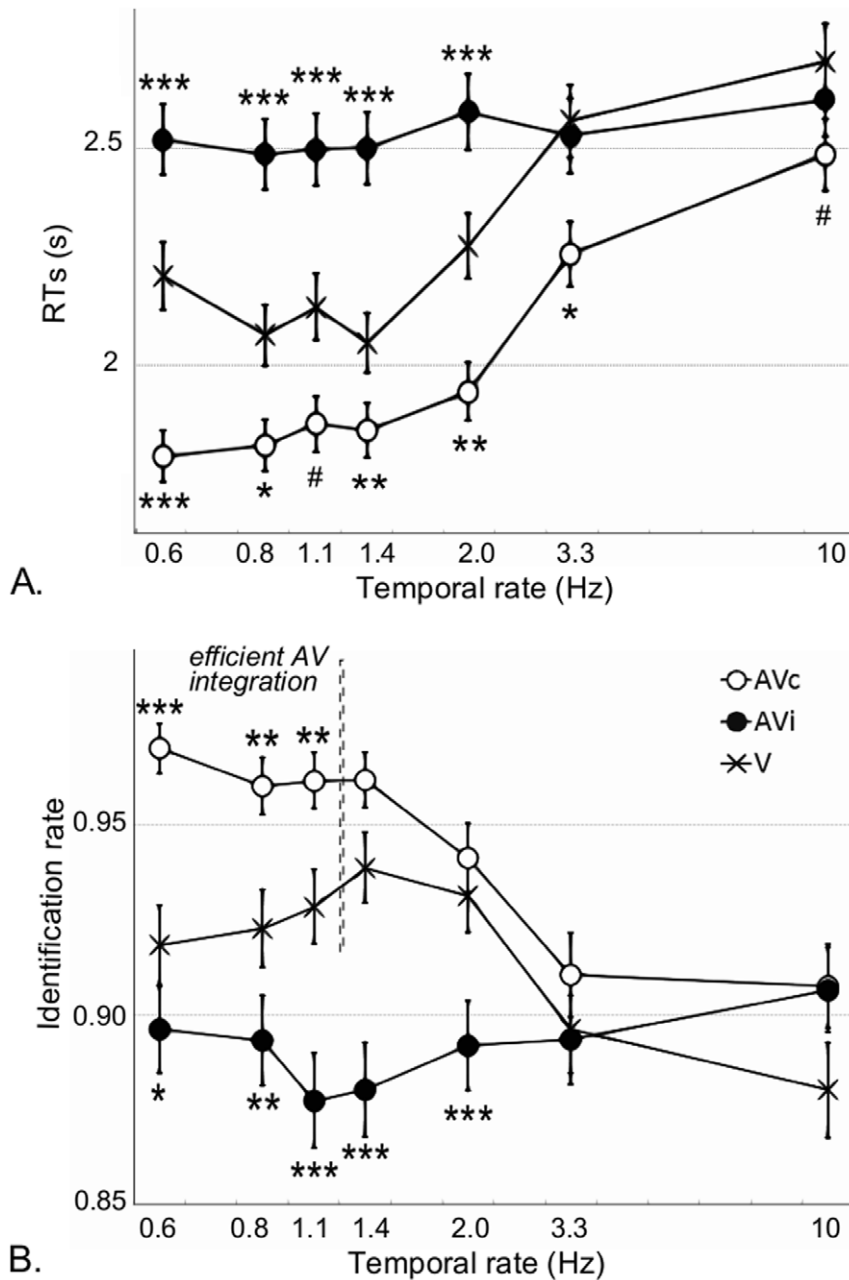 *** *** *** *** ***
2.5
RTs (s)
2
*** * # ** ** * #
0.6 0.8 1.1 1.4 2.0 3.3 10
A. Temporal rate (Hz)
efficient AV
integration
AVc
AVi
V
*** ** **
0.95
Identification rate
0.90
* ** *** *** ***
0.85
0.6 0.8 1.1 1.4 2.0 3.3 10
B. Temporal rate (Hz)